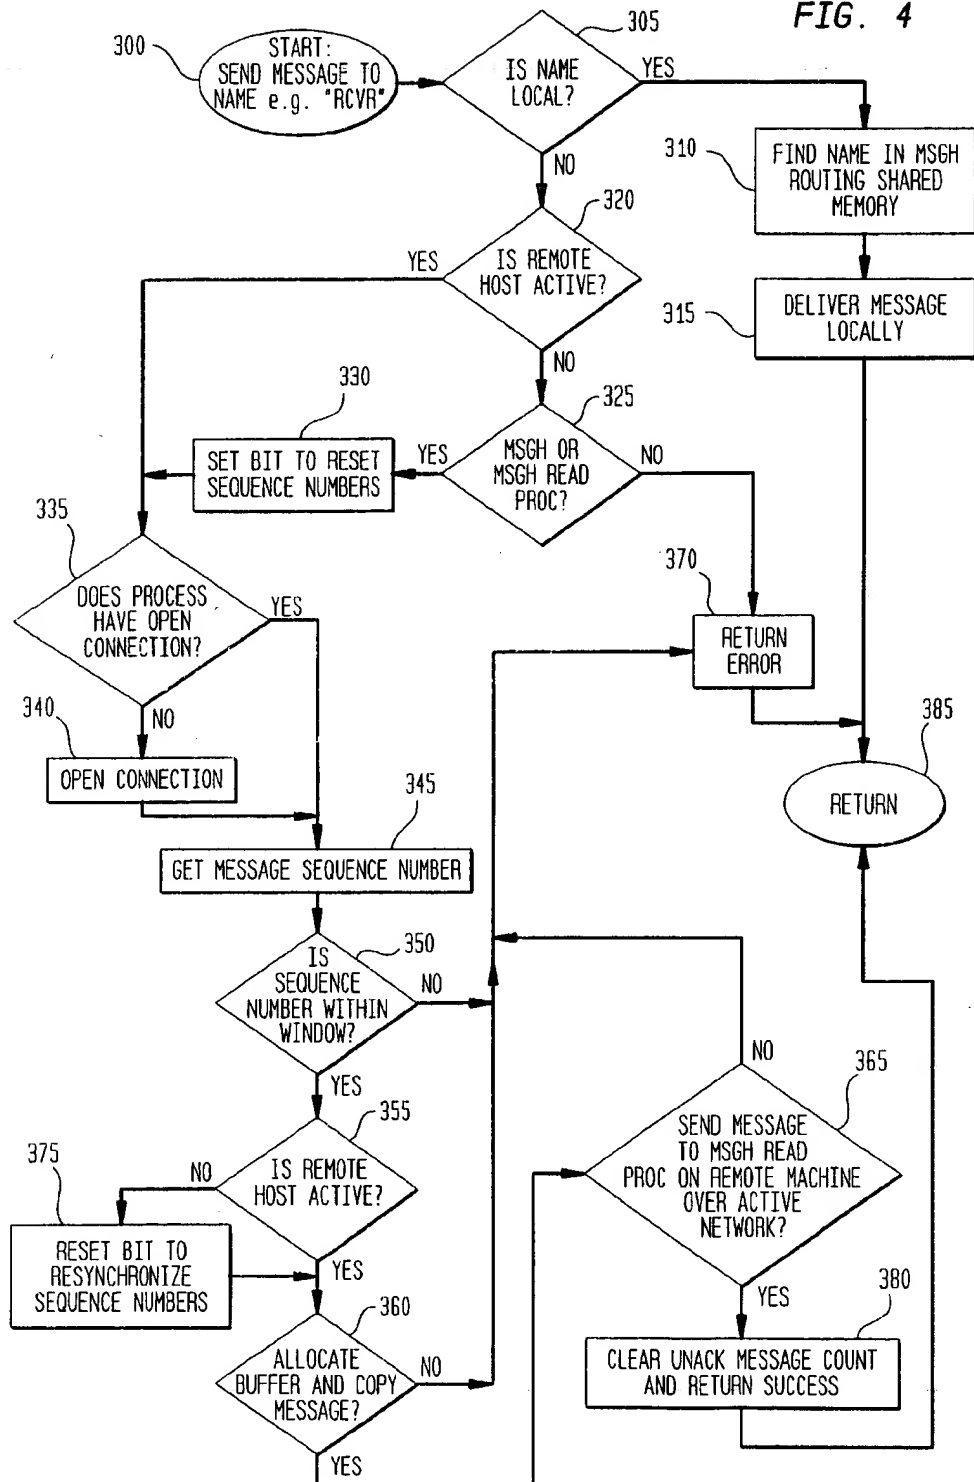 FIG. 4
300
START:
SEND MESSAGE TO
NAME e.g. "RCVR"
305
IS NAME
LOCAL?
YES
NO
310
FIND NAME IN MSGH
ROUTING SHARED
MEMORY
320
IS REMOTE
HOST ACTIVE?
YES
NO
315
DELIVER MESSAGE
LOCALLY
330
SET BIT TO RESET
SEQUENCE NUMBERS
325
MSGH OR
MSGH READ
PROC?
YES
NO
335
DOES PROCESS
HAVE OPEN
CONNECTION?
YES
NO
370
RETURN
ERROR
340
OPEN CONNECTION
385
RETURN
345
GET MESSAGE SEQUENCE NUMBER
350
IS
SEQUENCE
NUMBER WITHIN
WINDOW?
NO
YES
355
IS REMOTE
HOST ACTIVE?
NO
YES
375
RESET BIT TO
RESYNCHRONIZE
SEQUENCE NUMBERS
360
ALLOCATE
BUFFER AND COPY
MESSAGE?
NO
YES
365
SEND MESSAGE
TO MSGH READ
PROC ON REMOTE MACHINE
OVER ACTIVE
NETWORK?
NO
YES
380
CLEAR UNACK MESSAGE COUNT
AND RETURN SUCCESS